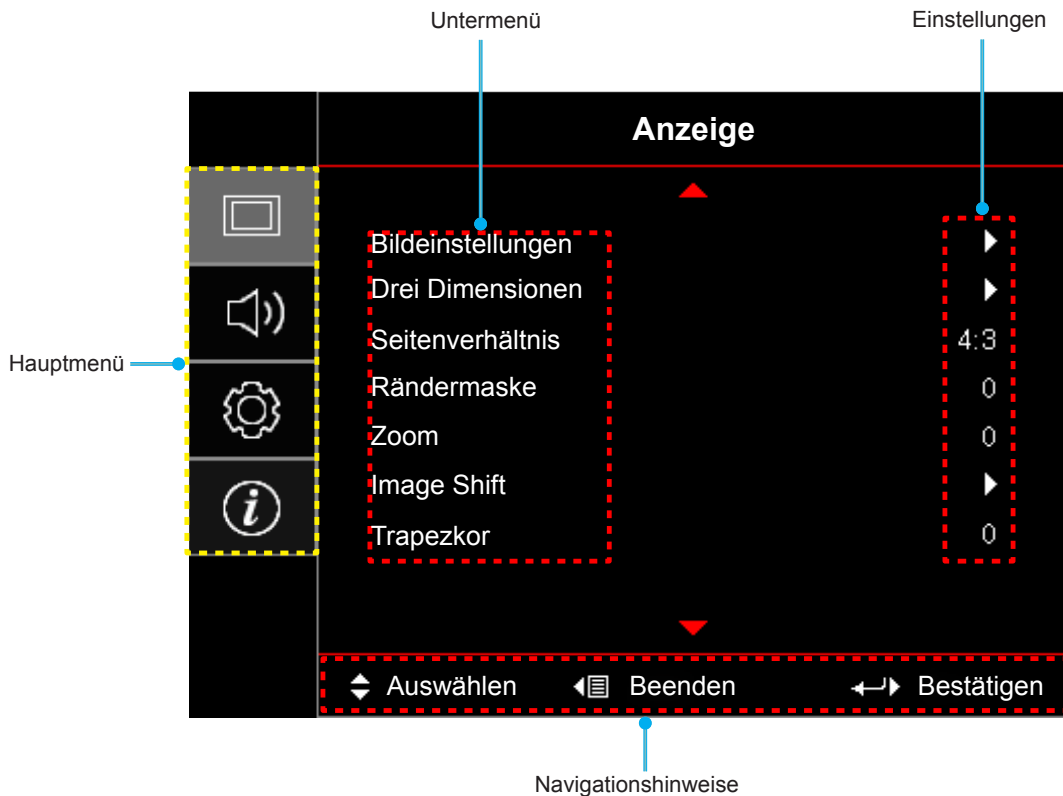 Untermenü
Einstellungen
Anzeige
Hauptmenü
Bildeinstellungen
Drei Dimensionen
Seitenverhältnis 4:3
Rändermaske 0
Zoom 0
Image Shift
Trapezkor 0
Auswählen Beenden Bestätigen
Navigationshinweise